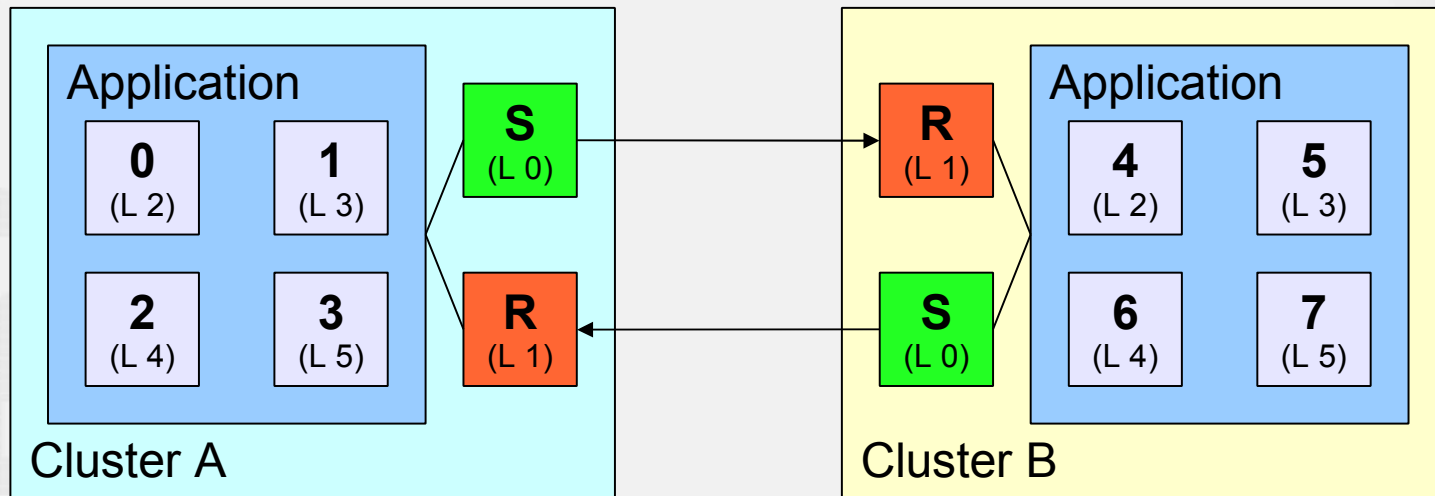 Application
0
(L 2)
1
(L 3)
2
(L 4)
3
(L 5)
S
(L 0)
R
(L 1)
Cluster A
R
(L 1)
S
(L 0)
Application
4
(L 2)
5
(L 3)
6
(L 4)
7
(L 5)
Cluster B